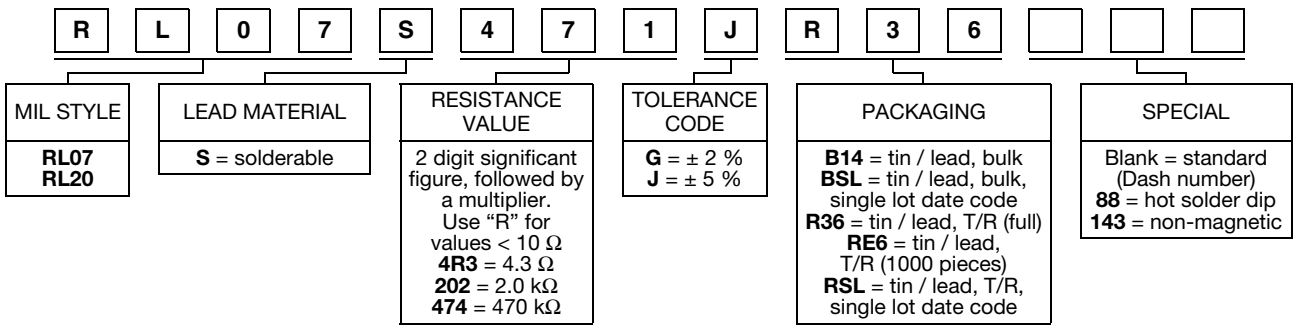 R L 0 7 S 4 7 1 J R 3 6
MIL STYLE
RL07
RL20
LEAD MATERIAL
S = solderable
RESISTANCE
VALUE
2 digit significant
figure, followed by
a multiplier.
Use “R” for
values < 10 Ω
4R3 = 4.3 Ω
202 = 2.0 kΩ
474 = 470 kΩ
TOLERANCE
CODE
G = ± 2 %
J = ± 5 %
PACKAGING
B14 = tin / lead, bulk
BSL = tin / lead, bulk,
single lot date code
R36 = tin / lead, T/R (full)
RE6 = tin / lead,
T/R (1000 pieces)
RSL = tin / lead, T/R,
single lot date code
SPECIAL
Blank = standard
(Dash number)
88 = hot solder dip
143 = non-magnetic